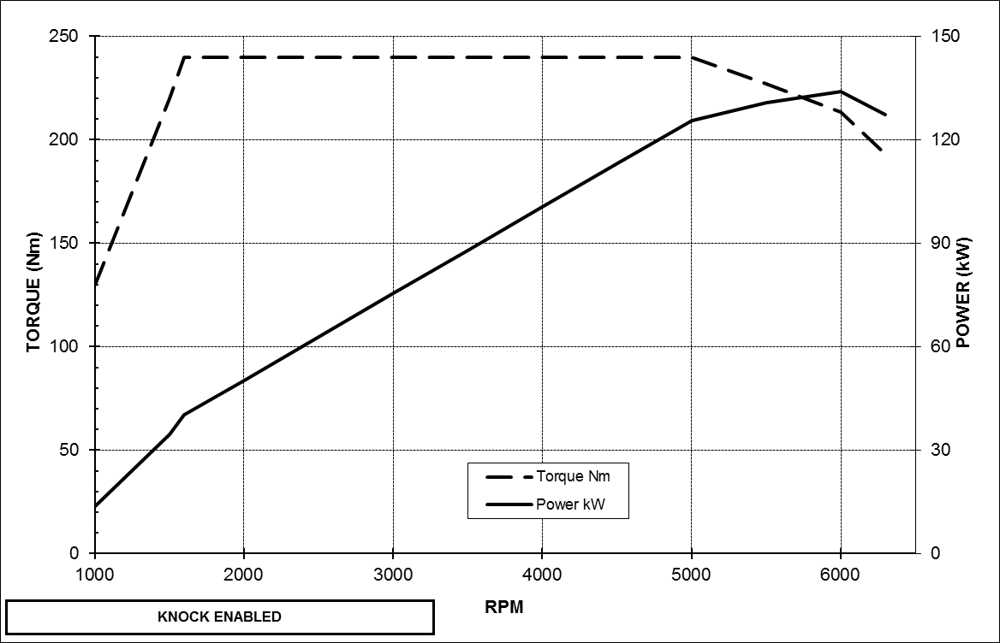 250
200
150
100
50
0
TORQUE (Nm)
150
120
90
60
30
0
POWER (kW)
Torque Nm
Power kW
1000 2000 3000 4000 5000 6000
RPM
KNOCK ENABLED